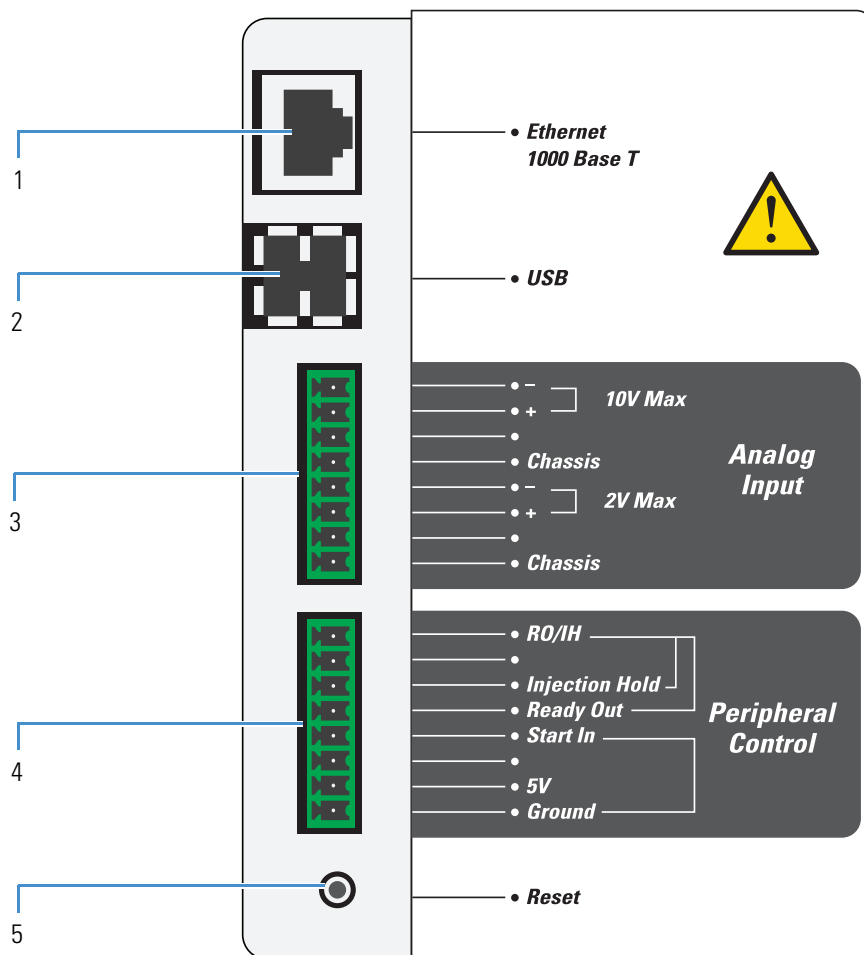 1
• Ethernet
1000 Base T
2
• USB
3
• −
• + 10V Max
•
• Chassis
• −
• + 2V Max
•
• Chassis
Analog
Input
4
• RO/IH
•
• Injection Hold
• Ready Out
• Start In
•
• 5V
• Ground
Peripheral
Control
5
• Reset